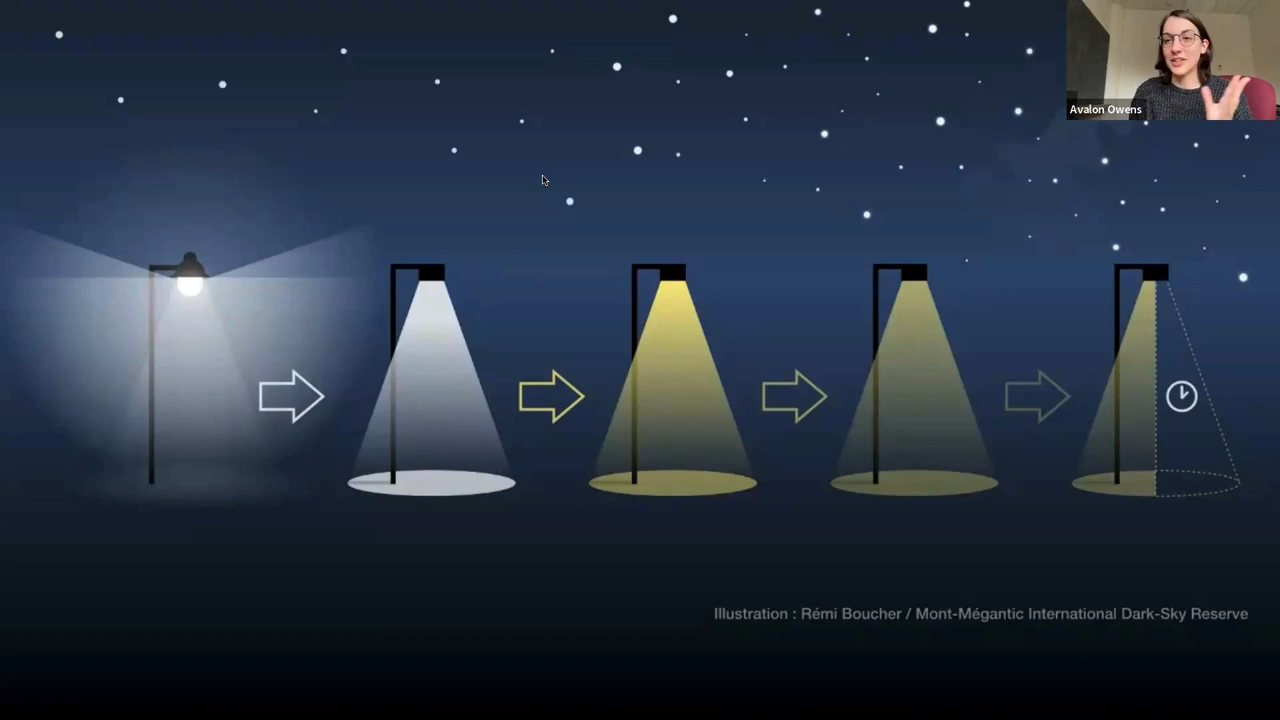 Avalon Owens
Illustration : Rémi Boucher / Mont-Mégantic International Dark-Sky Reserve